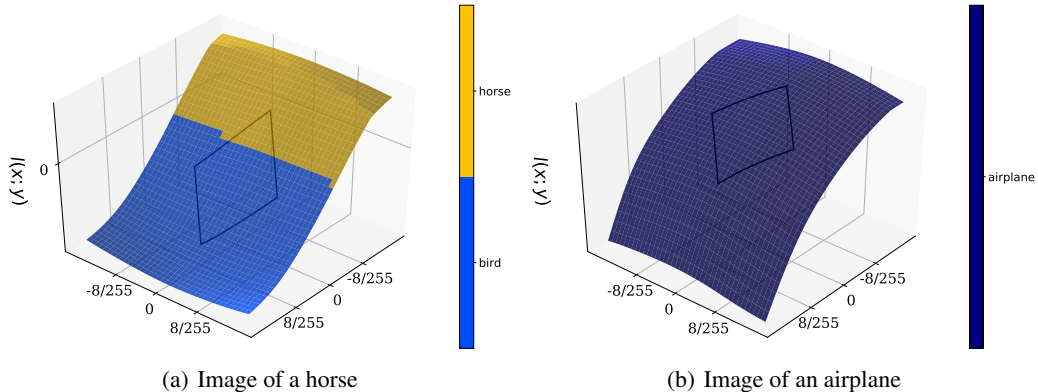 l(x; y)
0
-8/255
0
8/255
8/255
0
-8/255
horse
bird
(a) Image of a horse
l(x; y)
-8/255
0
8/255
8/255
0
-8/255
airplane
(b) Image of an airplane